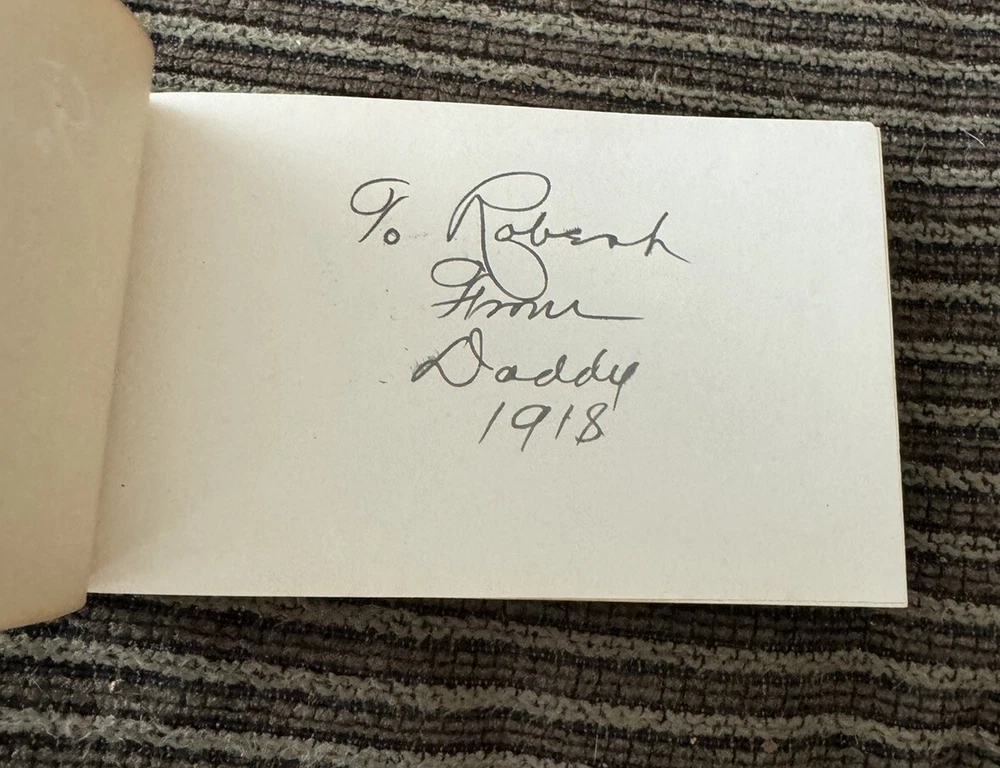 To Robert
From
Daddy
1918